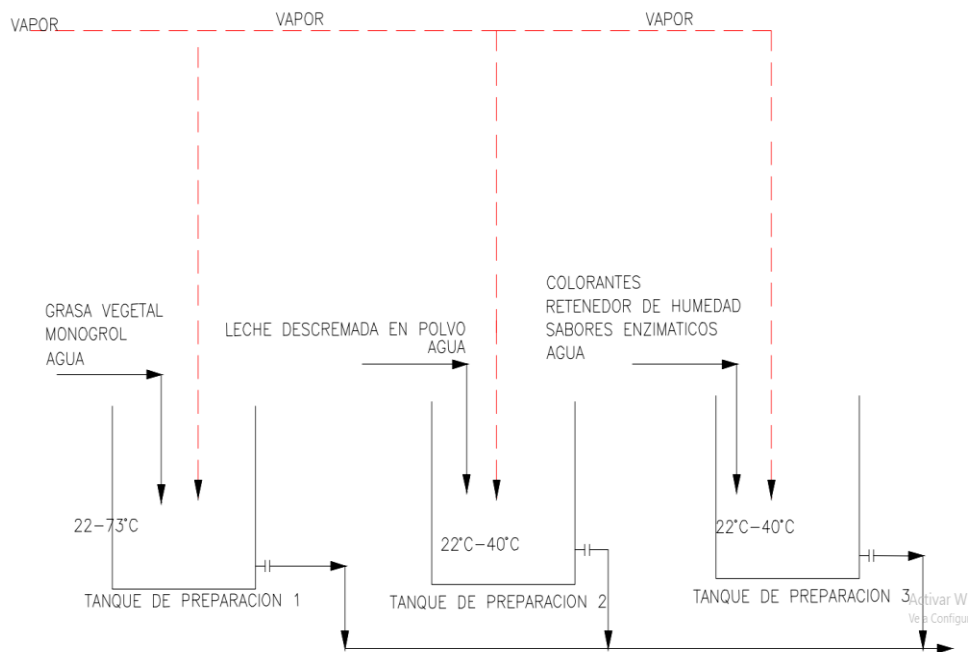 VAPOR
VAPOR
VAPOR
GRASA VEGETAL
MONOGROL
AGUA
LECHE DESCREMADA EN POLVO
AGUA
COLORANTES
RETENEDOR DE HUMEDAD
SABORES ENZIMATICOS
AGUA
22-73°C
22°C-40°C
22°C-40°C
TANQUE DE PREPARACION 1
TANQUE DE PREPARACION 2
TANQUE DE PREPARACION 3
Activar W
Ve a Configur